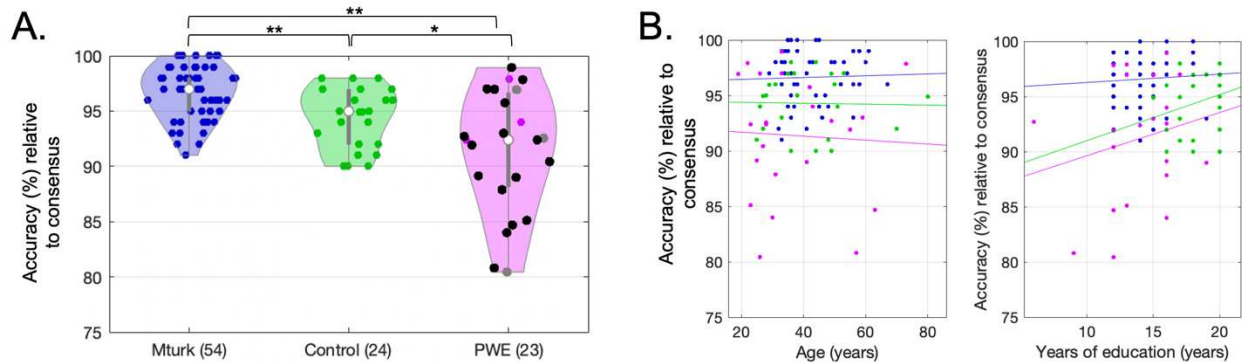 A.
**
**
*
Accuracy (%) relative
to consensus
100
95
90
85
80
75
Mturk (54)
Control (24)
PWE (23)
B.
Accuracy (%) relative to
consensus
100
95
90
85
80
75
20
40
60
80
Age (years)
Accuracy (%) relative to consensus
100
95
90
85
80
75
10
15
20
Years of education (years)